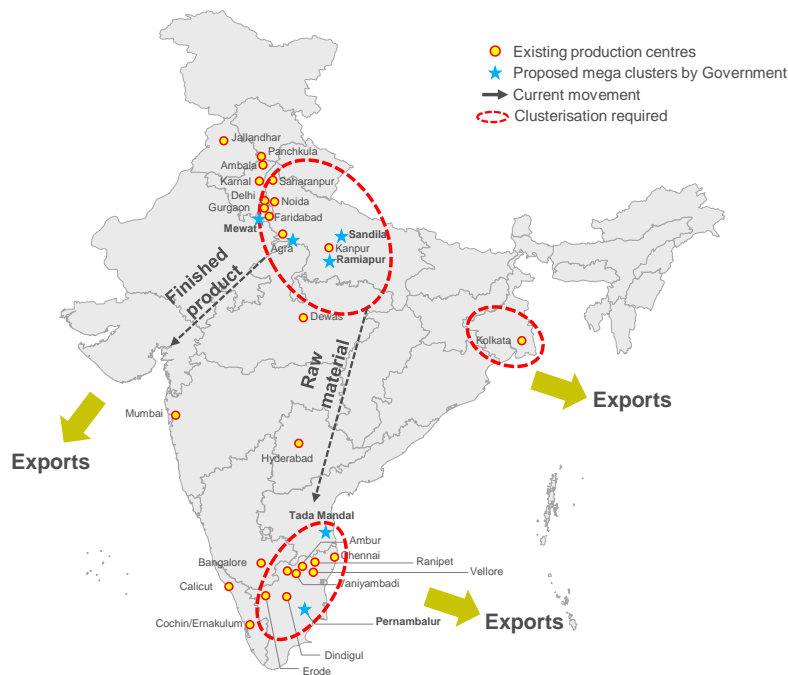 Existing production centres
Proposed mega clusters by Government
Current movement
Clusterisation required
Jallandhar
Panchkula
Ambala
Karnal
Saharanpur
Delhi
Noida
Gurgaon
Faridabad
Mewat
Sandila
Agra
Kanpur
Ramiapur
Finished
product
Dewas
Kolkata
Raw
material
Exports
Mumbai
Exports
Hyderabad
Tada Mandal
Ambur
Chennai
Bangalore
Ranipet
Vellore
Calicut
Vaniyambadi
Cochin/Ernakulum
Pernambalur
Exports
Dindigul
Erode